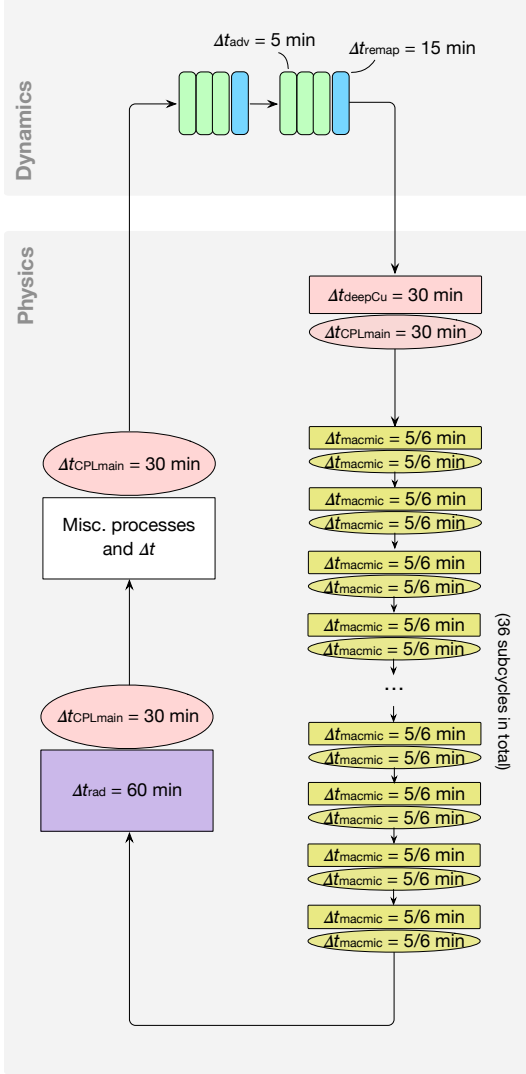 Dynamics
Δtadv = 5 min
Δtremap = 15 min
Physics
ΔtdeepCu = 30 min
ΔtCPLmain = 30 min
Δtmacmic = 5/6 min
Δtmacmic = 5/6 min
Δtmacmic = 5/6 min
Δtmacmic = 5/6 min
Δtmacmic = 5/6 min
Δtmacmic = 5/6 min
Δtmacmic = 5/6 min
Δtmacmic = 5/6 min
...
Δtmacmic = 5/6 min
Δtmacmic = 5/6 min
Δtmacmic = 5/6 min
Δtmacmic = 5/6 min
Δtmacmic = 5/6 min
Δtmacmic = 5/6 min
Δtmacmic = 5/6 min
Δtmacmic = 5/6 min
(36 subcycles in total)
ΔtCPLmain = 30 min
Misc. processes
and Δt
ΔtCPLmain = 30 min
Δtrad = 60 min